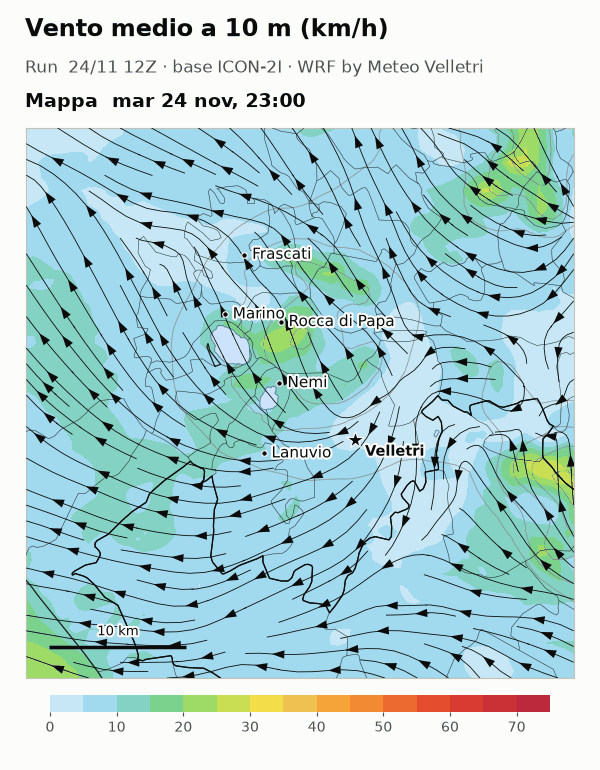 Vento medio a 10 m (km/h)
Run  24/11 12Z · base ICON-2I · WRF by Meteo Velletri
Mappa  mar 24 nov, 23:00
Frascati
Marino
Rocca di Papa
Nemi
Velletri
Lanuvio
10 km
0 10 20 30 40 50 60 70